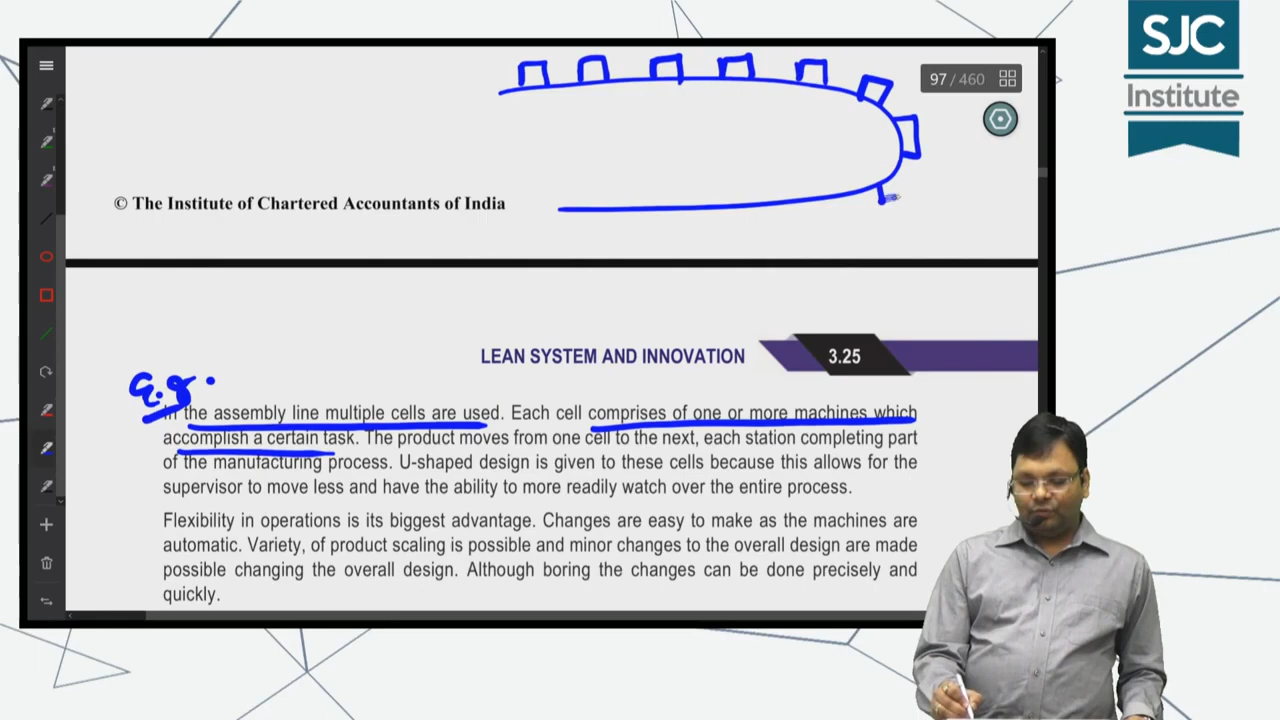 SJC
Institute
97 / 460
© The Institute of Chartered Accountants of India
LEAN SYSTEM AND INNOVATION
3.25
e.g.
In the assembly line multiple cells are used. Each cell comprises of one or more machines which
accomplish a certain task. The product moves from one cell to the next, each station completing part
of the manufacturing process. U-shaped design is given to these cells because this allows for the
supervisor to move less and have the ability to more readily watch over the entire process.
Flexibility in operations is its biggest advantage. Changes are easy to make as the machines are
automatic. Variety, of product scaling is possible and minor changes to the overall design are made
possible changing the overall design. Although boring the changes can be done precisely and
quickly.